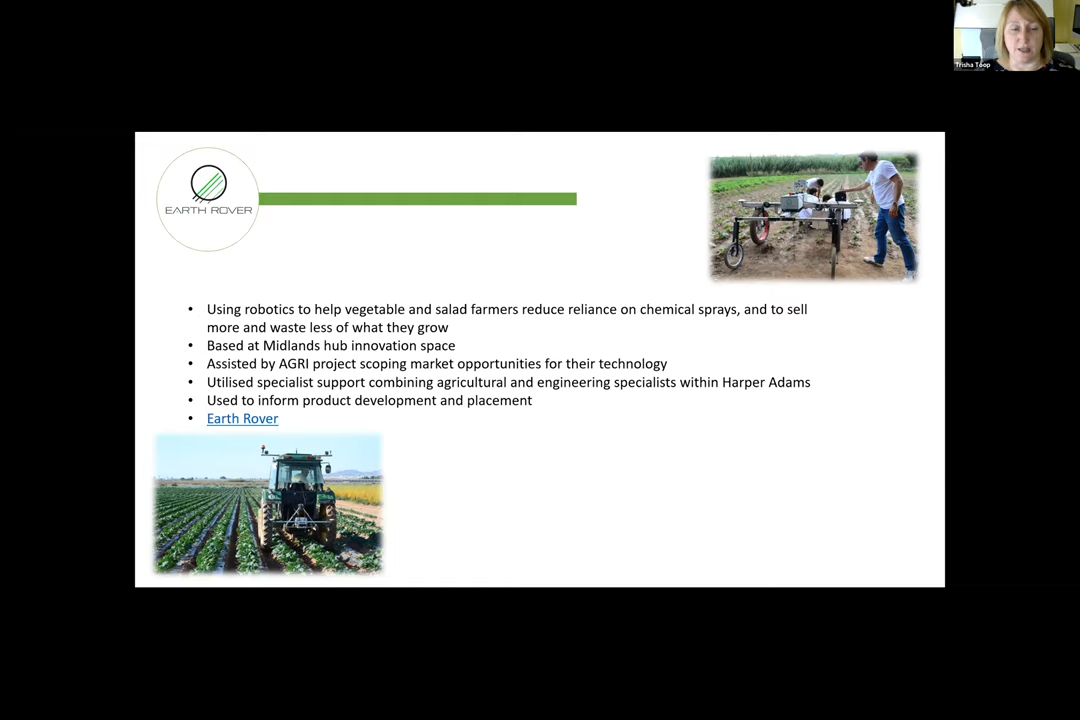 Trisha Toop
EARTH ROVER
• Using robotics to help vegetable and salad farmers reduce reliance on chemical sprays, and to sell
more and waste less of what they grow
• Based at Midlands hub innovation space
• Assisted by AGRI project scoping market opportunities for their technology
• Utilised specialist support combining agricultural and engineering specialists within Harper Adams
• Used to inform product development and placement
• Earth Rover